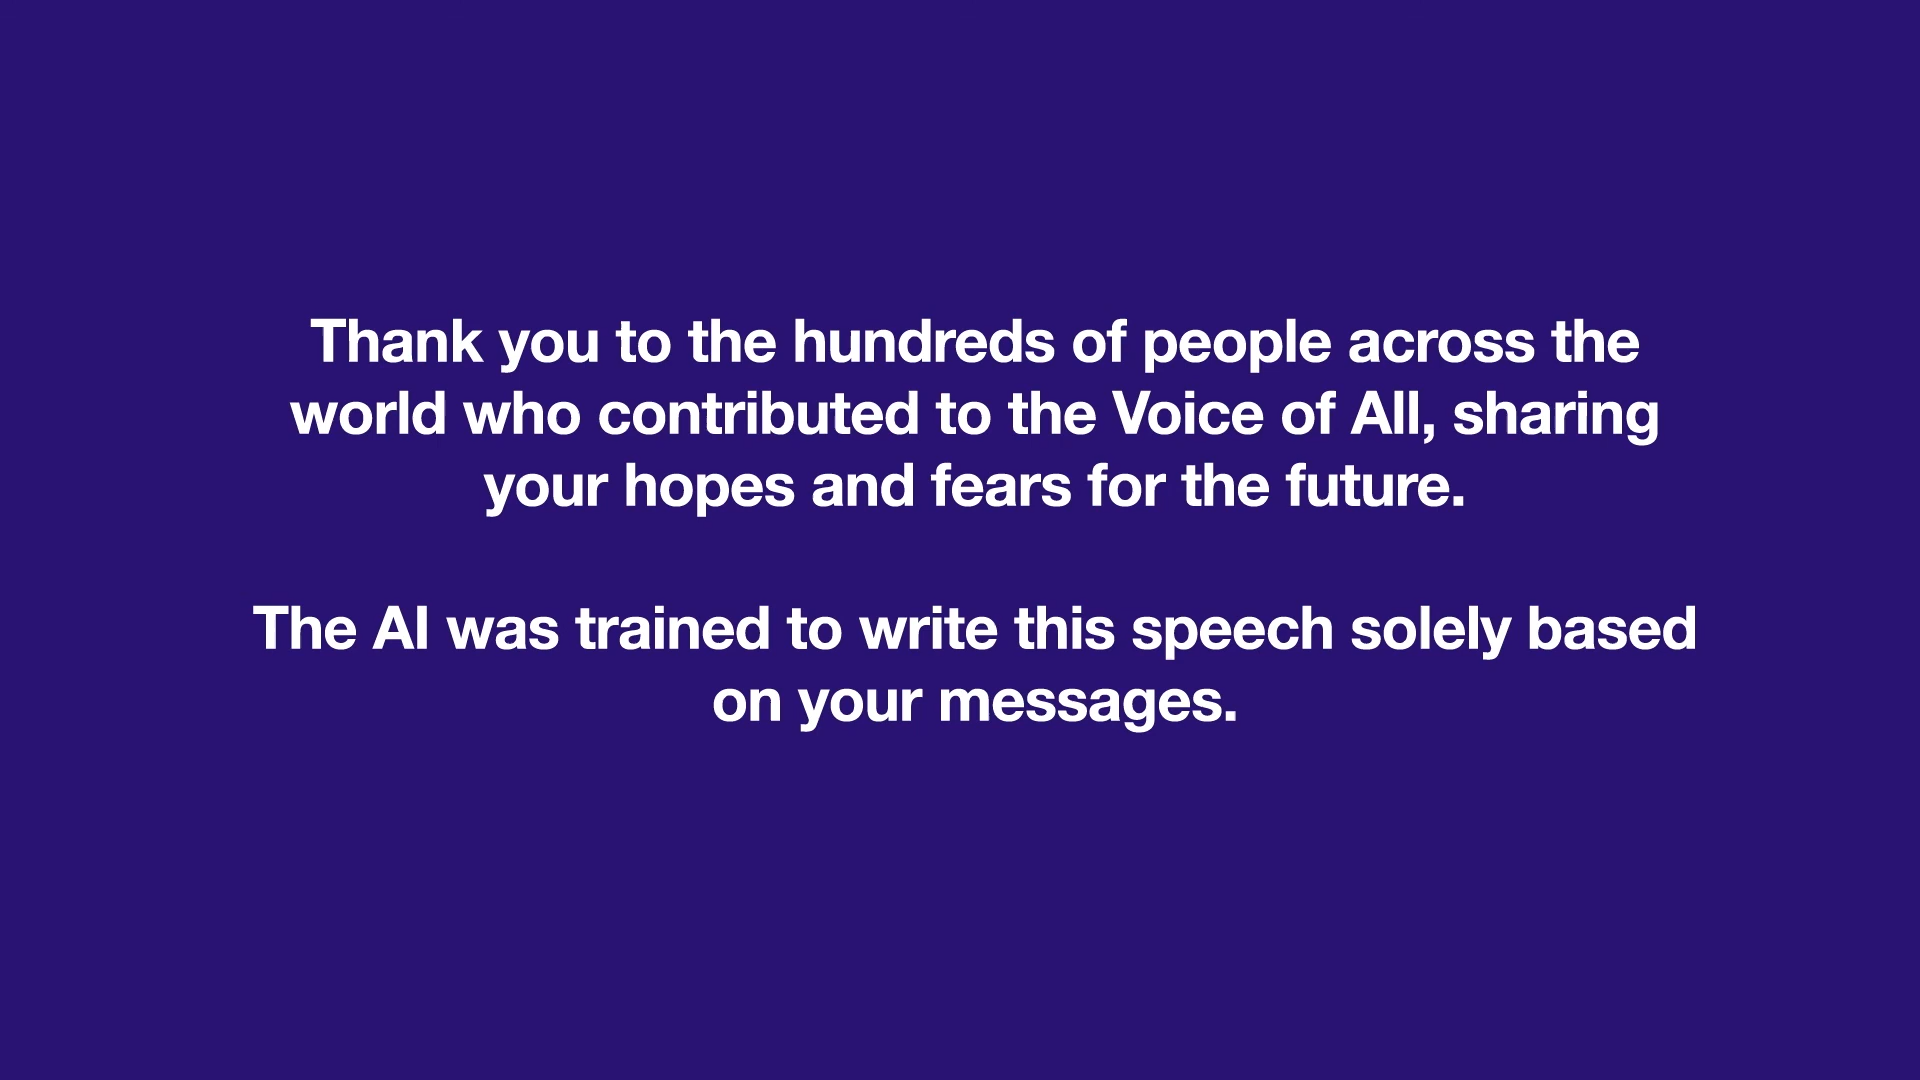 Thank you to the hundreds of people across the
world who contributed to the Voice of All, sharing
your hopes and fears for the future.
The AI was trained to write this speech solely based
on your messages.